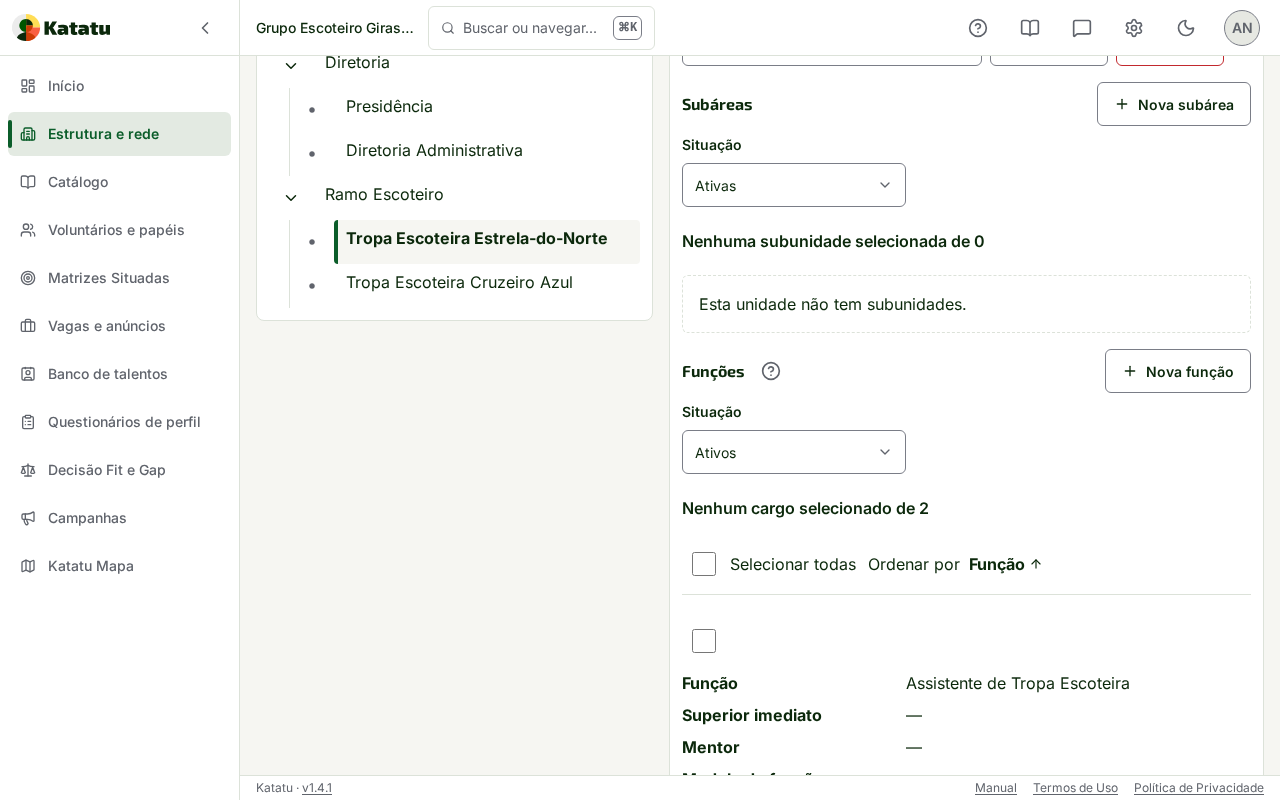 Katatu
Grupo Escoteiro Giras...
Buscar ou navegar...
⌘K
AN
Início
Estrutura e rede
Catálogo
Voluntários e papéis
Matrizes Situadas
Vagas e anúncios
Banco de talentos
Questionários de perfil
Decisão Fit e Gap
Campanhas
Katatu Mapa
Diretoria
Presidência
Diretoria Administrativa
Ramo Escoteiro
Tropa Escoteira Estrela-do-Norte
Tropa Escoteira Cruzeiro Azul
Subáreas
Nova subárea
Situação
Ativas
Nenhuma subunidade selecionada de 0
Esta unidade não tem subunidades.
Funções
Nova função
Situação
Ativos
Nenhum cargo selecionado de 2
Selecionar todas Ordenar por Função ↑
Função Assistente de Tropa Escoteira
Superior imediato —
Mentor —
Katatu · v1.4.1
Manual Termos de Uso Política de Privacidade